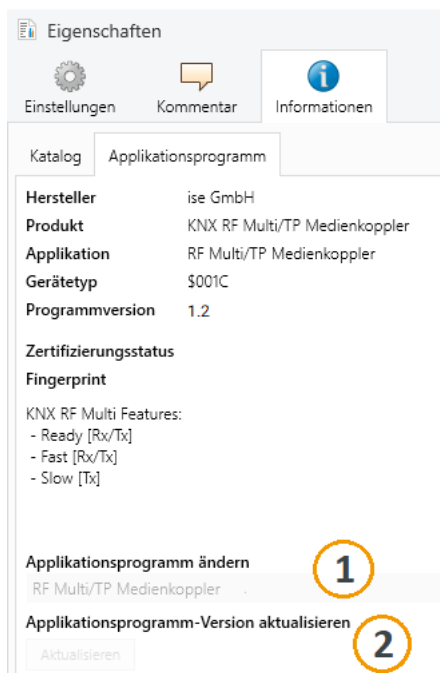 Eigenschaften
Einstellungen Kommentar Informationen
Katalog Applikationsprogramm
Hersteller ise GmbH
Produkt KNX RF Multi/TP Medienkoppler
Applikation RF Multi/TP Medienkoppler
Gerätetyp $001C
Programmversion 1.2
Zertifizierungsstatus
Fingerprint
KNX RF Multi Features:
- Ready [Rx/Tx]
- Fast [Rx/Tx]
- Slow [Tx]
Applikationsprogramm ändern 1
RF Multi/TP Medienkoppler
Applikationsprogramm-Version aktualisieren 2
Aktualisieren